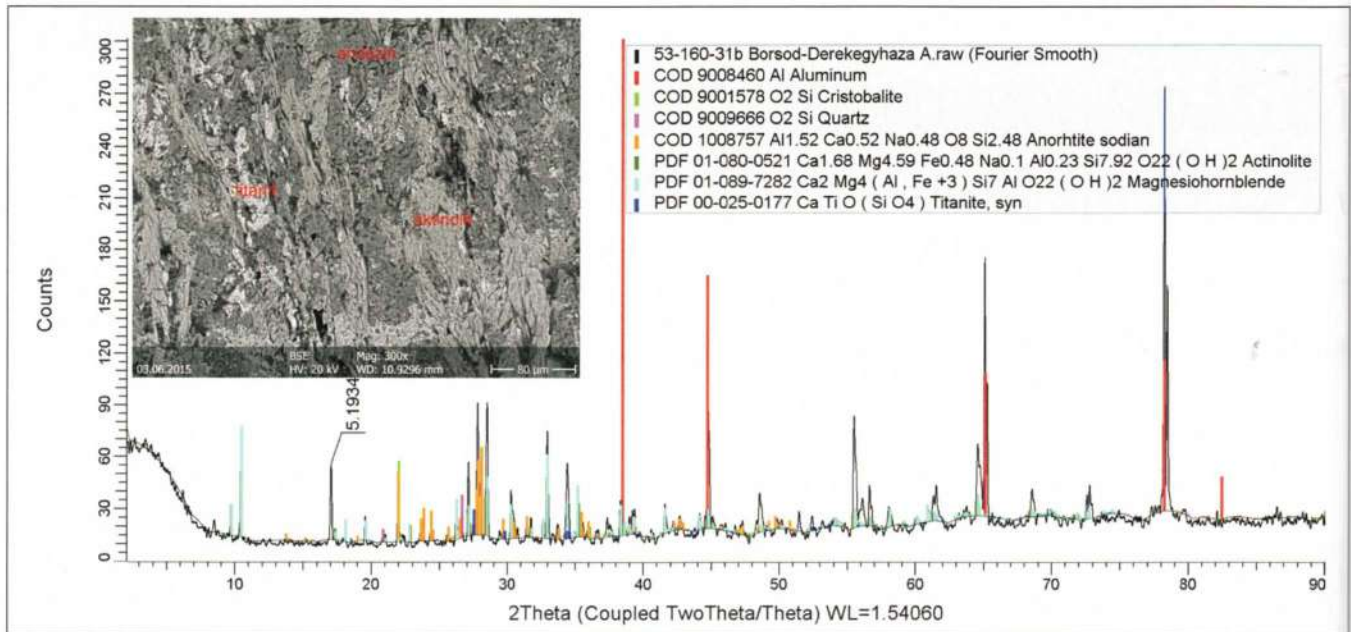 53-160-31b Borsod-Derekegyhaza A.raw (Fourier Smooth)
COD 9008460 Al Aluminum
COD 9001578 O2 Si Cristobalite
COD 9009666 O2 Si Quartz
COD 1008757 Al1.52 Ca0.52 Na0.48 O8 Si2.48 Anorhtite sodian
PDF 01-080-0521 Ca1.68 Mg4.59 Fe0.48 Na0.1 Al0.23 Si7.92 O22 ( O H )2 Actinolite
PDF 01-089-7282 Ca2 Mg4 ( Al , Fe +3 ) Si7 Al O22 ( O H )2 Magnesiohornblende
PDF 00-025-0177 Ca Ti O ( Si O4 ) Titanite, syn
BSE
Mag: 300x
03.06.2015
HV: 20 kV
WD: 10.9296 mm
80 µm
Counts
300
270
240
210
180
150
120
90
60
30
0
5.1934
10
20
30
40
50
60
70
80
90
2Theta (Coupled TwoTheta/Theta) WL=1.54060